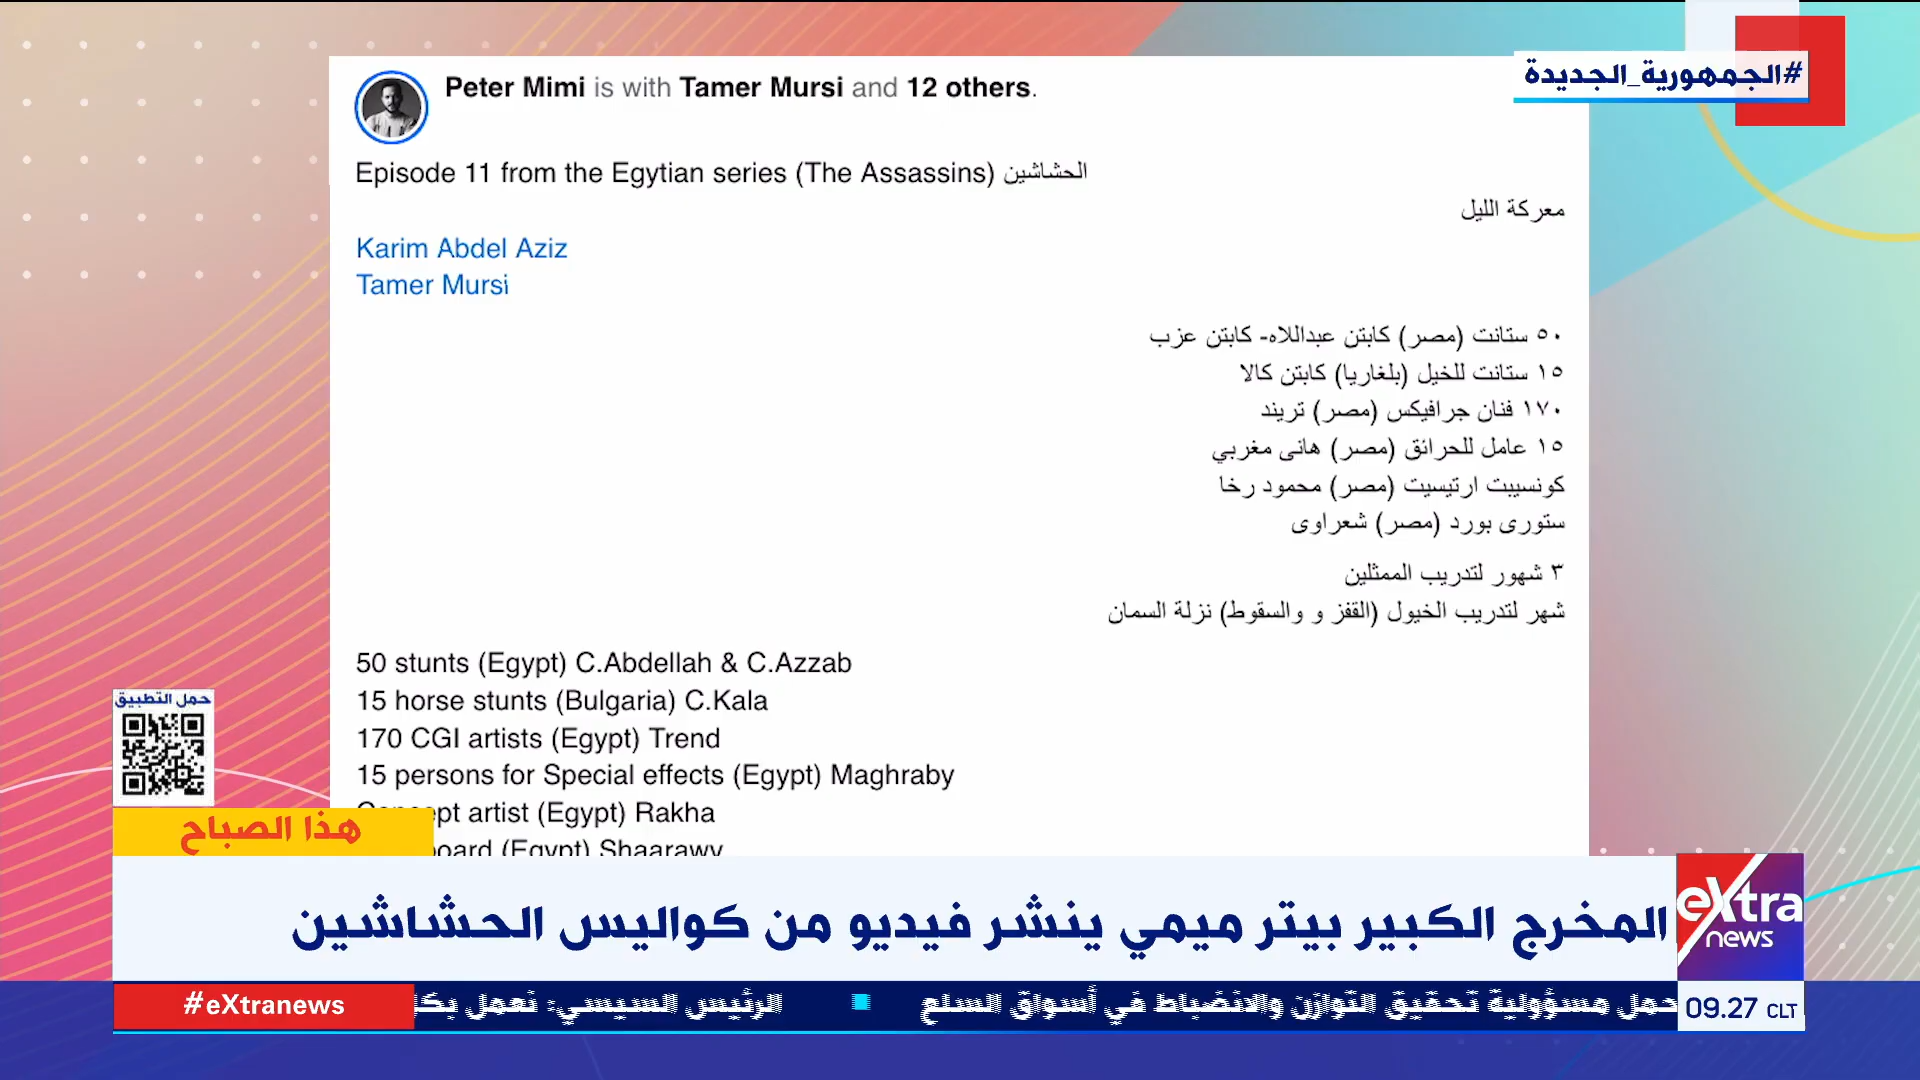 #الجمهورية_الجديدة
Peter Mimi is with Tamer Mursi and 12 others.
Episode 11 from the Egytian series (The Assassins) الحشاشين
معركة الليل
Karim Abdel Aziz
Tamer Mursi
٥٠ ستانت (مصر) كابتن عبداللاه- كابتن عزب
١٥ ستانت للخيل (بلغاريا) كابتن كالا
١٧٠ فنان جرافيكس (مصر) تريند
١٥ عامل للحرائق (مصر) هانى مغربي
كونسيبت ارتيسيت (مصر) محمود رخا
ستورى بورد (مصر) شعراوى
٣ شهور لتدريب الممثلين
شهر لتدريب الخيول (القفز و والسقوط) نزلة السمان
50 stunts (Egypt) C.Abdellah & C.Azzab
15 horse stunts (Bulgaria) C.Kala
170 CGI artists (Egypt) Trend
15 persons for Special effects (Egypt) Maghraby
artist (Egypt) Rakha
(Egypt) Shaarawy
حمل التطبيق
هذا الصباح
المخرج الكبير بيتر ميمي ينشر فيديو من كواليس الحشاشين
eXtra
news
#eXtranews
حمل مسؤولية تحقيق التوازن والانضباط في أسواق السلع
الرئيس السيسي: نعمل
09.27 CLT